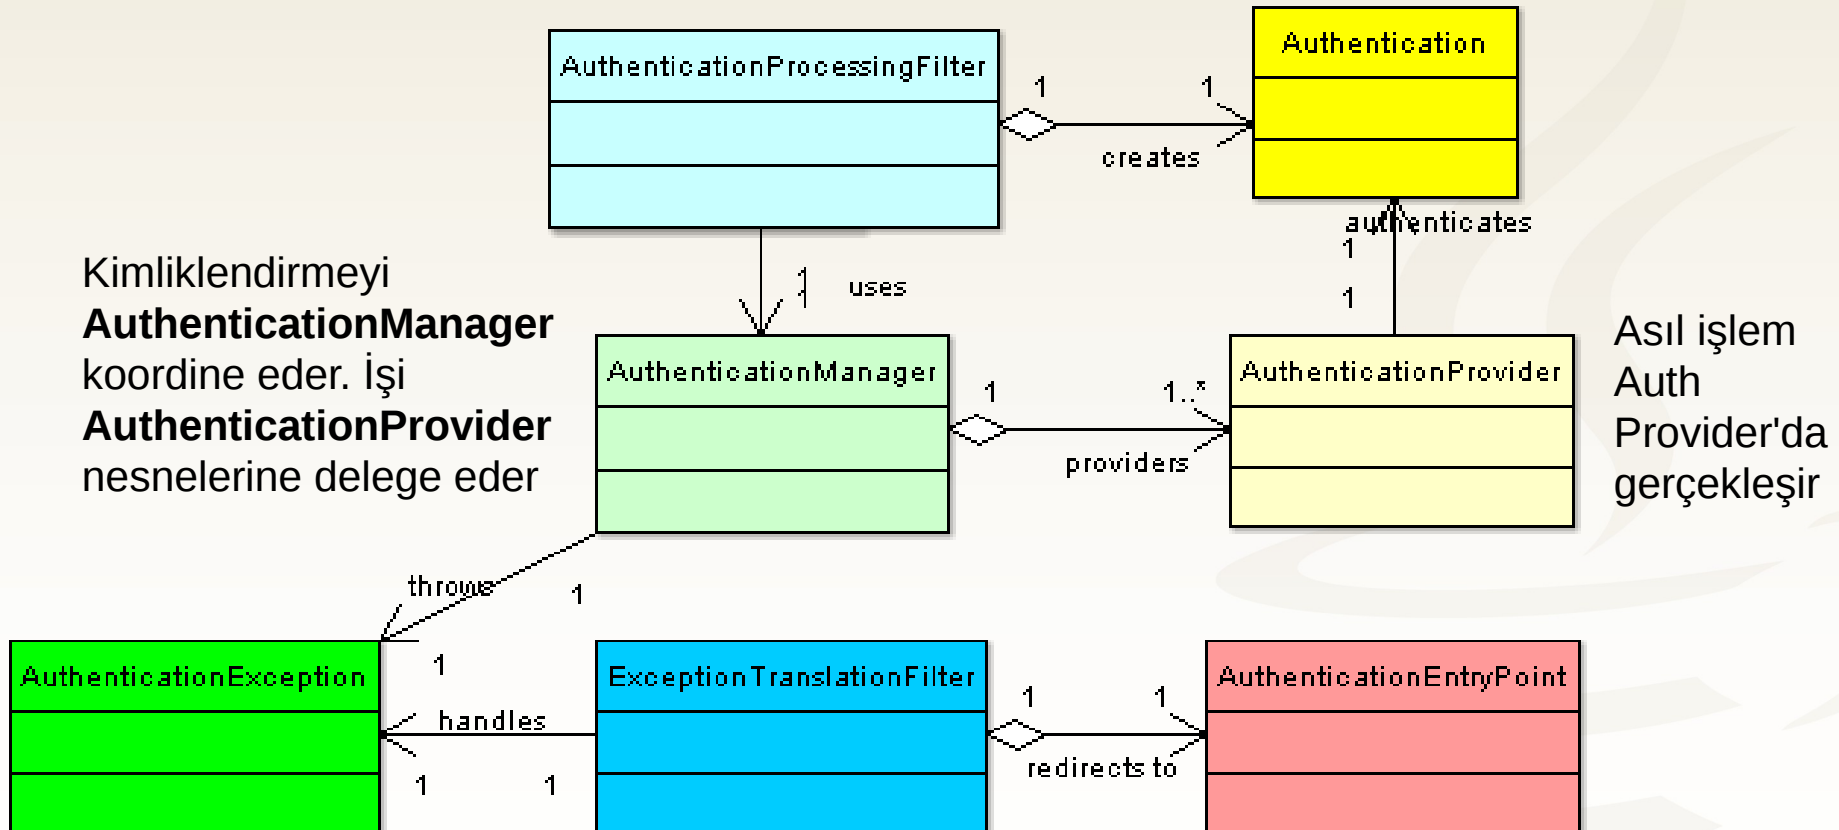 AuthenticationProcessingFilter
1
1
creates
Authentication
authenticates
1
1
1
1
uses
Kimliklendirmeyi
AuthenticationManager
koordine eder. İşi
AuthenticationProvider
nesnelerine delege eder
AuthenticationManager
1
1..*
providers
AuthenticationProvider
Asıl işlem
Auth
Provider'da
gerçekleşir
throws
1
1
AuthenticationException
handles
1
1
ExceptionTranslationFilter
1
1
redirects to
AuthenticationEntryPoint